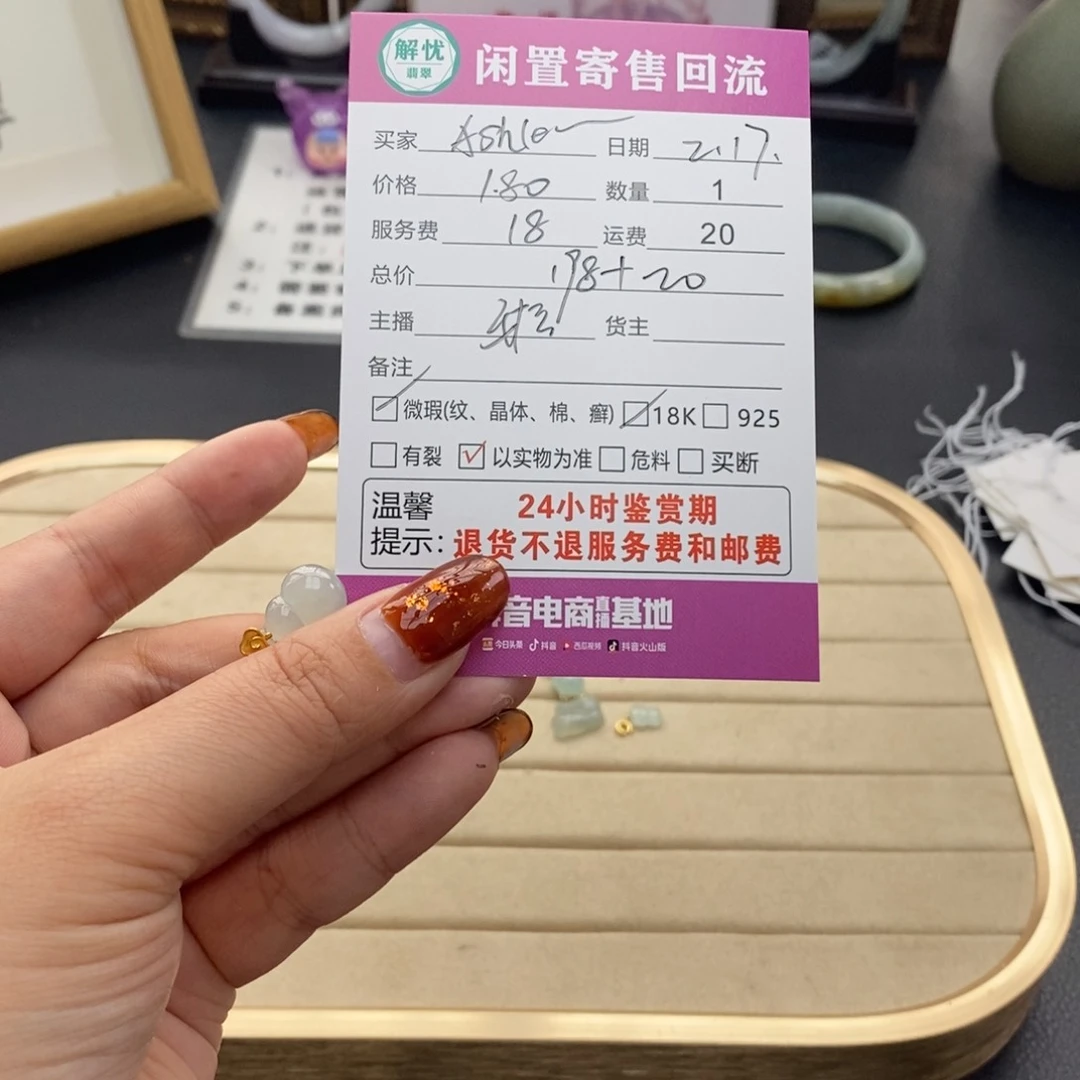 解忧
翡翠
闲置寄售回流
买家 日期 2.17.
价格 180 数量 1
服务费 18 运费 20
总价 198+20
主播 货主
备注
微瑕(纹、晶体、棉、癣) 18K 925
有裂 以实物为准 危料 买断
温馨 24小时鉴赏期
提示：退货不退服务费和邮费
音电商直播基地
今日头条 抖音 西瓜视频 抖音火山版